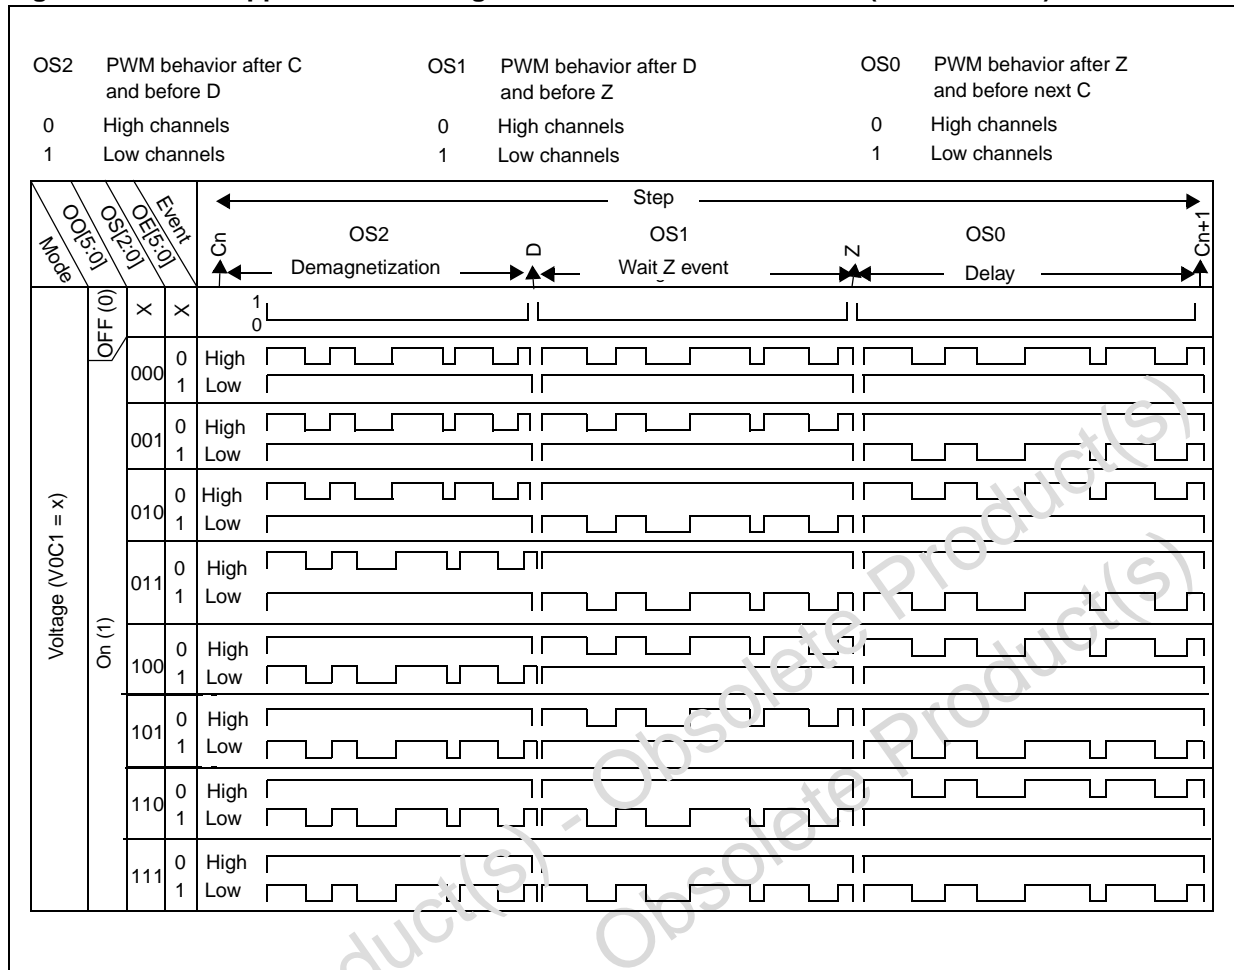 OS2 PWM behavior after C and before D
0 High channels
1 Low channels
OS1 PWM behavior after D and before Z
0 High channels
1 Low channels
OS0 PWM behavior after Z and before next C
0 High channels
1 Low channels
Mode
OO[5:0]
OS[2:0]
OE[5:0]
Event
Step
Cn
OS2
Demagnetization
D
OS1
Wait Z event
Z
OS0
Delay
Cn+1
Voltage (V0C1 = x)
OFF (0)
X X
1
0
On (1)
000 0 High
1 Low
001 0 High
1 Low
010 0 High
1 Low
011 0 High
1 Low
100 0 High
1 Low
101 0 High
1 Low
110 0 High
1 Low
111 0 High
1 Low
duct(s) - Obsolete Product(s)
Obsolete Product(s)